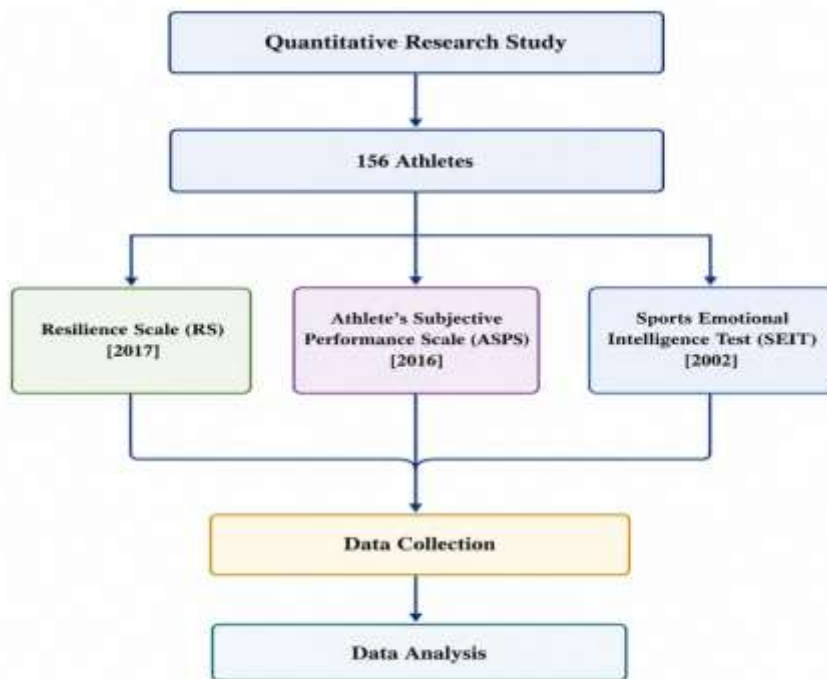 Quantitative Research Study
156 Athletes
Resilience Scale (RS)
[2017]
Athlete's Subjective
Performance Scale (ASPS)
[2016]
Sports Emotional
Intelligence Test (SEIT)
[2002]
Data Collection
Data Analysis